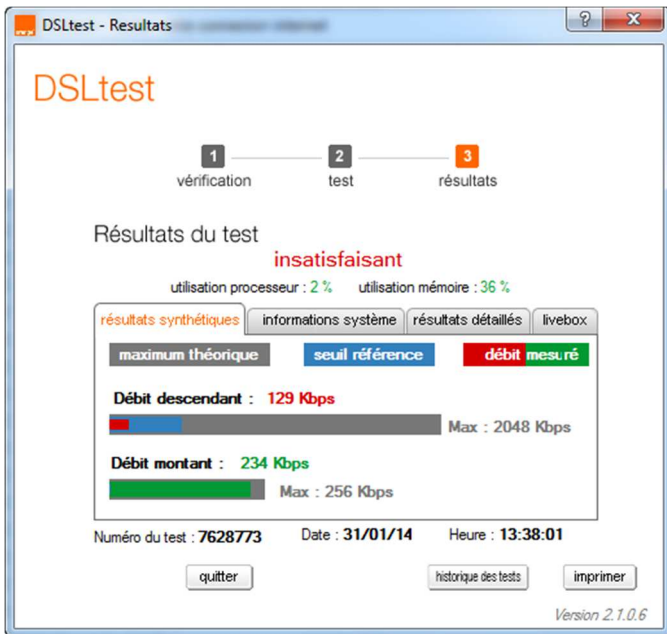 DSLtest - Resultats
DSLtest
1 2 3
vérification test résultats
Résultats du test
insatisfaisant
utilisation processeur : 2 % utilisation mémoire : 36 %
résultats synthétiques informations système résultats détaillés livebox
maximum théorique seuil référence débit mesuré
Débit descendant : 129 Kbps
Max : 2048 Kbps
Débit montant : 234 Kbps
Max : 256 Kbps
Numéro du test : 7628773 Date : 31/01/14 Heure : 13:38:01
quitter historique des tests imprimer
Version 2.1.0.6